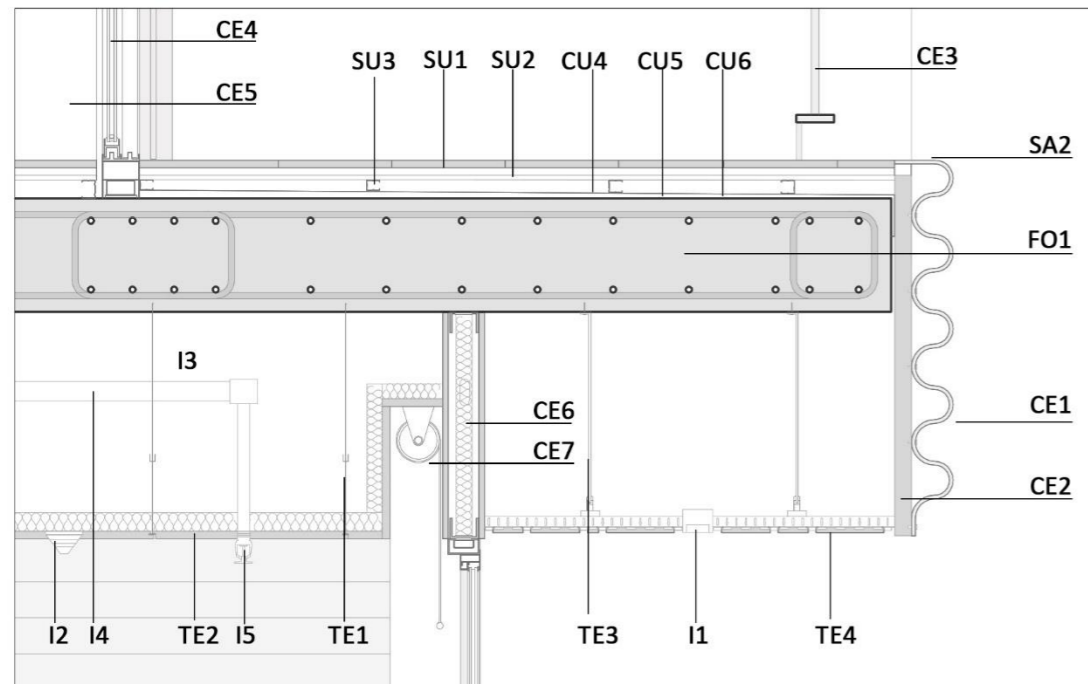 CE4
SU3 SU1 SU2 CU4 CU5 CU6 CE3
CE5
SA2
FO1
I3
CE6
CE1
CE7
CE2
I2 I4 TE2 I5 TE1 TE3 I1 TE4